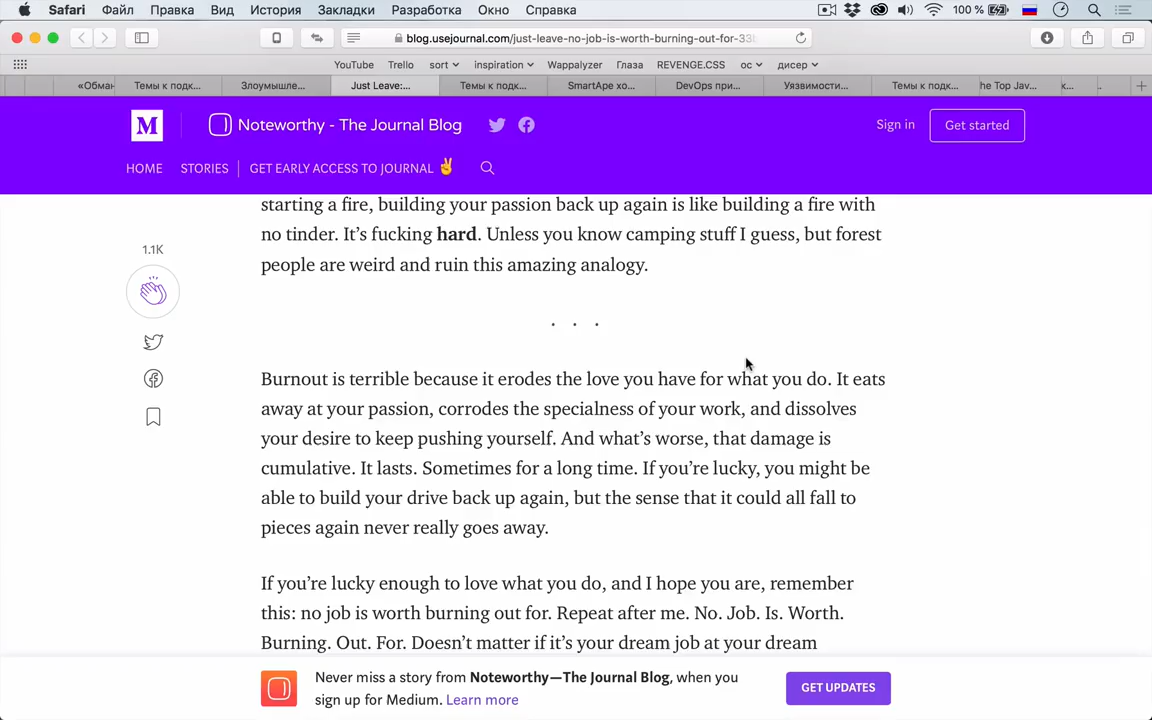 Safari Файл Правка Вид История Закладки Разработка Окно Справка 100 %
blog.usejournal.com/just-leave-no-job-is-worth-burning-out-for-33
YouTube Trello sort inspiration Wappalyzer Глаза REVENGE.CSS ос дисер
«Обман Темы к подк... Злоумышле... Just Leave:... Темы к подк... SmartApe хо... DevOps при... Уязвимости... Темы к подк... he Top Jav... к... ..
M Noteworthy - The Journal Blog Sign in Get started
HOME STORIES GET EARLY ACCESS TO JOURNAL ✌
starting a fire, building your passion back up again is like building a fire with
no tinder. It's fucking hard. Unless you know camping stuff I guess, but forest
people are weird and ruin this amazing analogy.
1.1K
. . .
Burnout is terrible because it erodes the love you have for what you do. It eats
away at your passion, corrodes the specialness of your work, and dissolves
your desire to keep pushing yourself. And what's worse, that damage is
cumulative. It lasts. Sometimes for a long time. If you're lucky, you might be
able to build your drive back up again, but the sense that it could all fall to
pieces again never really goes away.
If you're lucky enough to love what you do, and I hope you are, remember
this: no job is worth burning out for. Repeat after me. No. Job. Is. Worth.
Burning. Out. For. Doesn't matter if it's your dream job at your dream
Never miss a story from Noteworthy—The Journal Blog, when you
sign up for Medium. Learn more
GET UPDATES